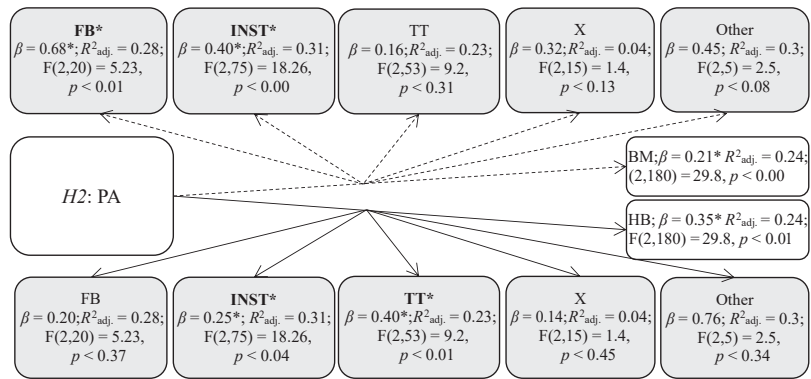 FB*
β = 0.68*; R²adj. = 0.28;
F(2,20) = 5.23,
p < 0.01
INST*
β = 0.40*; R²adj. = 0.31;
F(2,75) = 18.26,
p < 0.00
TT
β = 0.16; R²adj. = 0.23;
F(2,53) = 9.2,
p < 0.31
X
β = 0.32; R²adj. = 0.04;
F(2,15) = 1.4,
p < 0.13
Other
β = 0.45; R²adj. = 0.3;
F(2,5) = 2.5,
p < 0.08
H2: PA
BM; β = 0.21* R²adj. = 0.24;
(2,180) = 29.8, p < 0.00
HB; β = 0.35* R²adj. = 0.24;
F(2,180) = 29.8, p < 0.01
FB
β = 0.20; R²adj. = 0.28;
F(2,20) = 5.23,
p < 0.37
INST*
β = 0.25*; R²adj. = 0.31;
F(2,75) = 18.26,
p < 0.04
TT*
β = 0.40*; R²adj. = 0.23;
F(2,53) = 9.2,
p < 0.01
X
β = 0.14; R²adj. = 0.04;
F(2,15) = 1.4,
p < 0.45
Other
β = 0.76; R²adj. = 0.3;
F(2,5) = 2.5,
p < 0.34